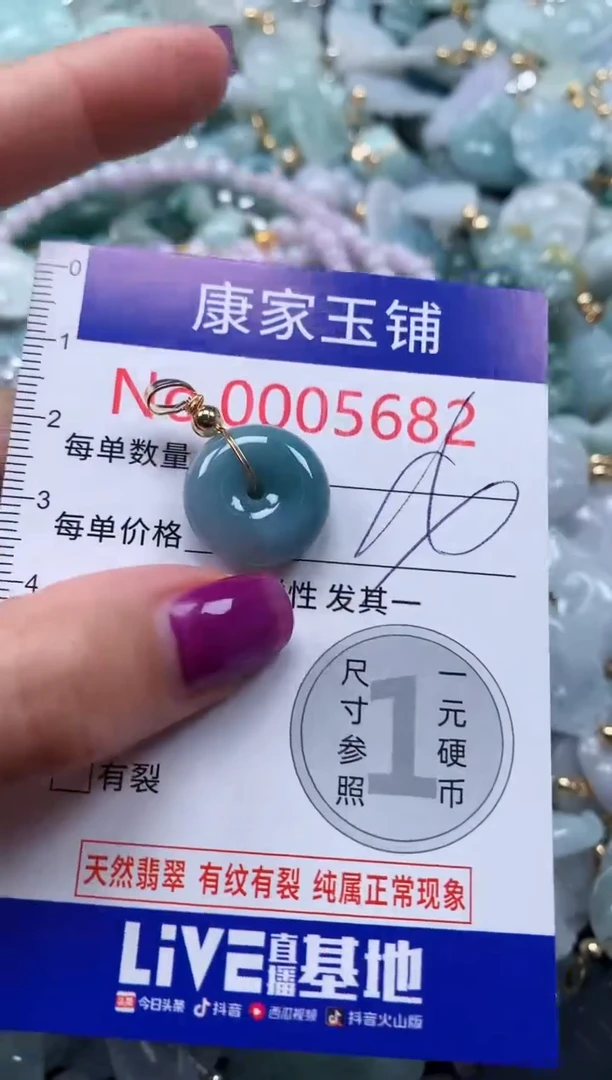 0
康家玉铺
1
No.0005682
2
每单数量
3
每单价格
4
性 发其一
尺寸参照
1
一元硬币
有裂
天然翡翠 有纹有裂 纯属正常现象
LiVE直播基地
头条 今日头条 抖音 西瓜视频 抖音火山版